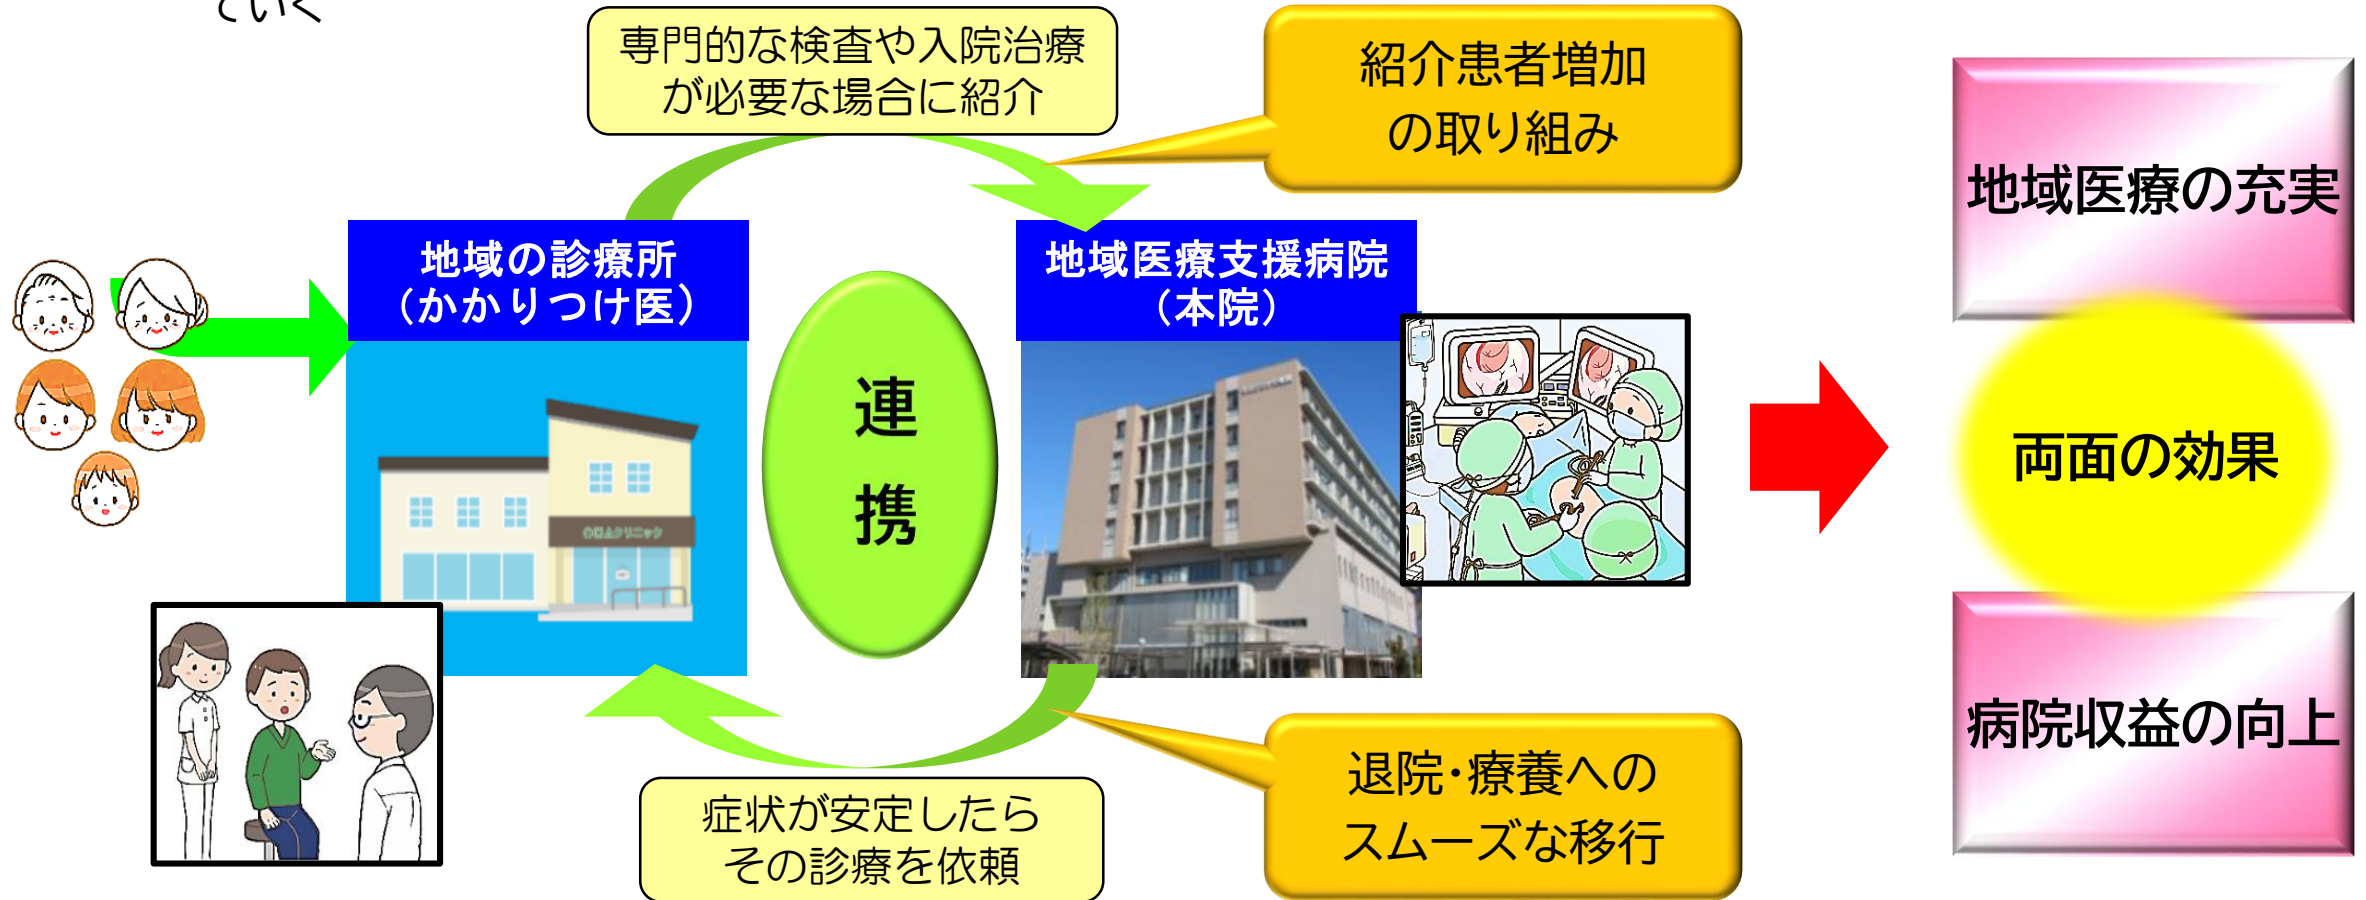 ていく
専門的な検査や入院治療
が必要な場合に紹介
紹介患者増加
の取り組み
地域の診療所
（かかりつけ医）
地域医療支援病院
（本院）
連
携
地域医療の充実
両面の効果
病院収益の向上
症状が安定したら
その診療を依頼
退院・療養への
スムーズな移行